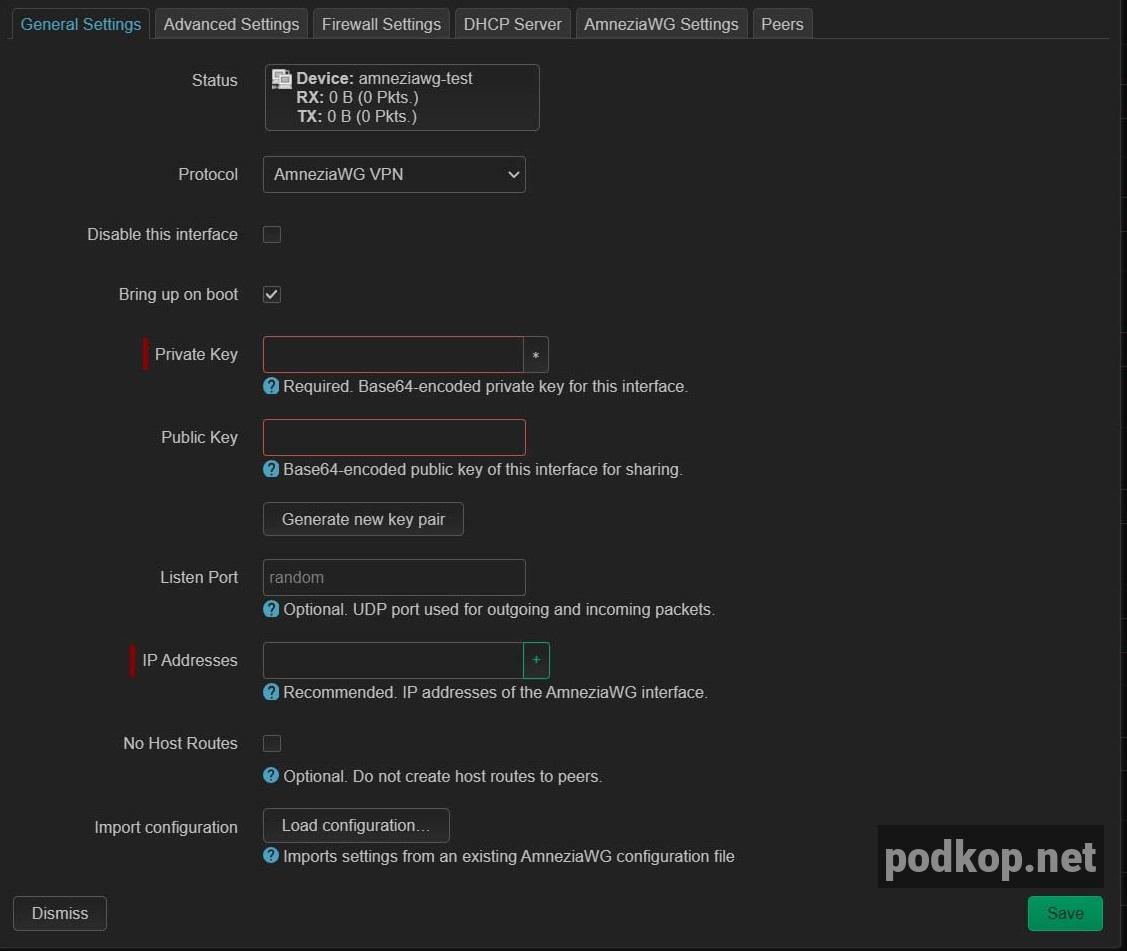 General Settings Advanced Settings Firewall Settings DHCP Server AmneziaWG Settings Peers
Status
Device: amneziawg-test
RX: 0 B (0 Pkts.)
TX: 0 B (0 Pkts.)
Protocol AmneziaWG VPN
Disable this interface
Bring up on boot
Private Key *
? Required. Base64-encoded private key for this interface.
Public Key
? Base64-encoded public key of this interface for sharing.
Generate new key pair
Listen Port random
? Optional. UDP port used for outgoing and incoming packets.
IP Addresses +
? Recommended. IP addresses of the AmneziaWG interface.
No Host Routes
? Optional. Do not create host routes to peers.
Import configuration Load configuration…
? Imports settings from an existing AmneziaWG configuration file
podkop.net
Dismiss Save